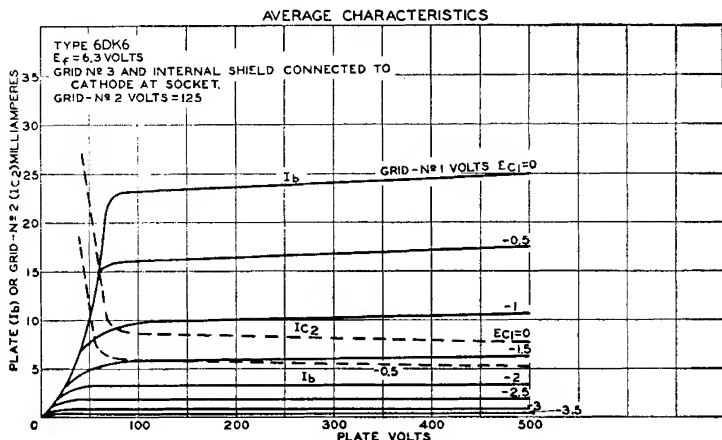 AVERAGE CHARACTERISTICS
TYPE 6DK6
Ef=6.3 VOLTS
GRID Nº 3 AND INTERNAL SHIELD CONNECTED TO
CATHODE AT SOCKET.
GRID-Nº 2 VOLTS=125
PLATE (Ib) OR GRID-Nº 2 (Ic2) MILLIAMPERES
35
30
25
20
15
10
5
0
Ib
GRID-Nº 1 VOLTS EC1=0
-0.5
-1
Ic2
EC1=0
-1.5
-0.5
Ib
-2
-2.5
-3
-3.5
0 100 200 300 400 500 600 700
PLATE VOLTS